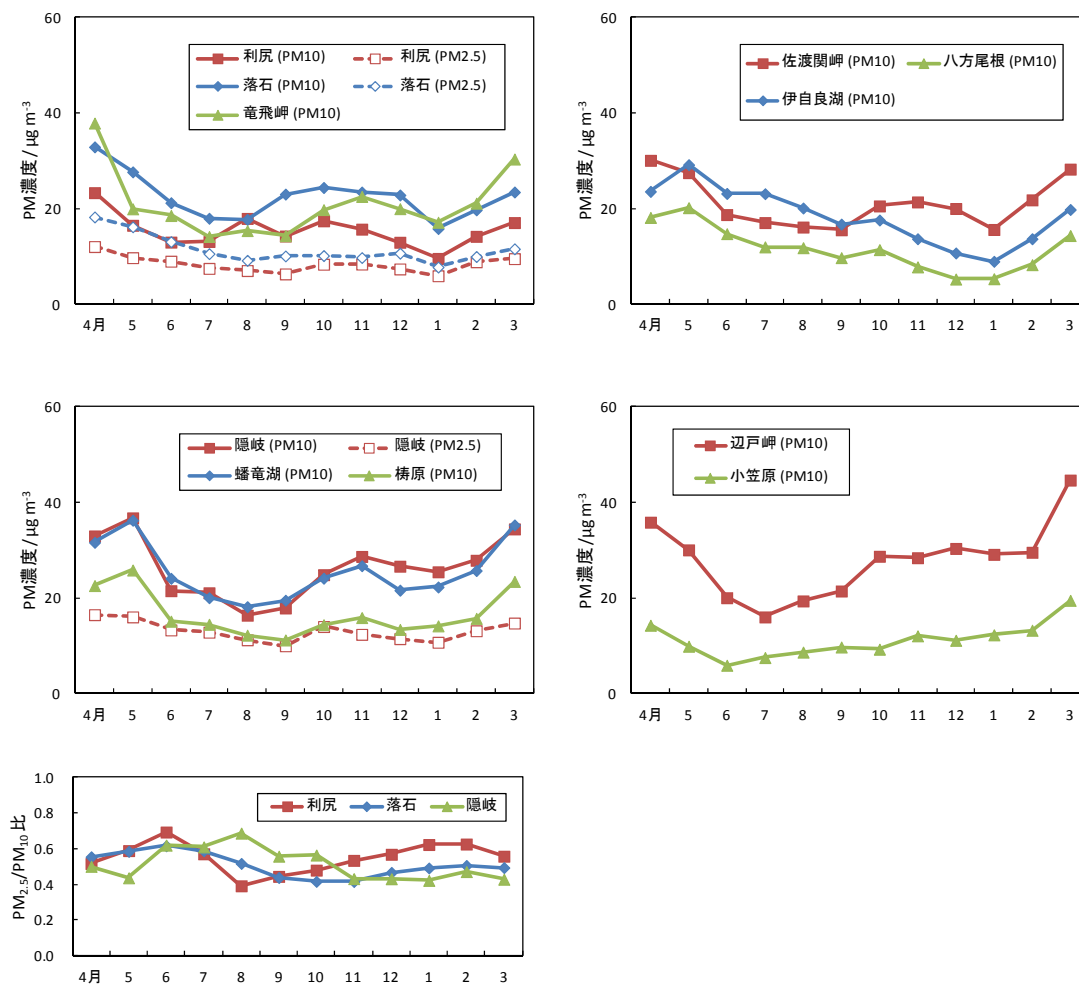 60
40
20
0
PM濃度 / μg m⁻³
利尻 (PM10)
利尻 (PM2.5)
落石 (PM10)
落石 (PM2.5)
竜飛岬 (PM10)
4月 5 6 7 8 9 10 11 12 1 2 3
60
40
20
0
PM濃度 / μg m⁻³
佐渡関岬 (PM10)
八方尾根 (PM10)
伊自良湖 (PM10)
4月 5 6 7 8 9 10 11 12 1 2 3
60
40
20
0
PM濃度 / μg m⁻³
隠岐 (PM10)
隠岐 (PM2.5)
蟠竜湖 (PM10)
梼原 (PM10)
4月 5 6 7 8 9 10 11 12 1 2 3
60
40
20
0
PM濃度 /μg m⁻³
辺戸岬 (PM10)
小笠原 (PM10)
4月 5 6 7 8 9 10 11 12 1 2 3
1.0
0.8
0.6
0.4
0.2
0.0
PM₂.₅/PM₁₀ 比
利尻
落石
隠岐
4月 5 6 7 8 9 10 11 12 1 2 3